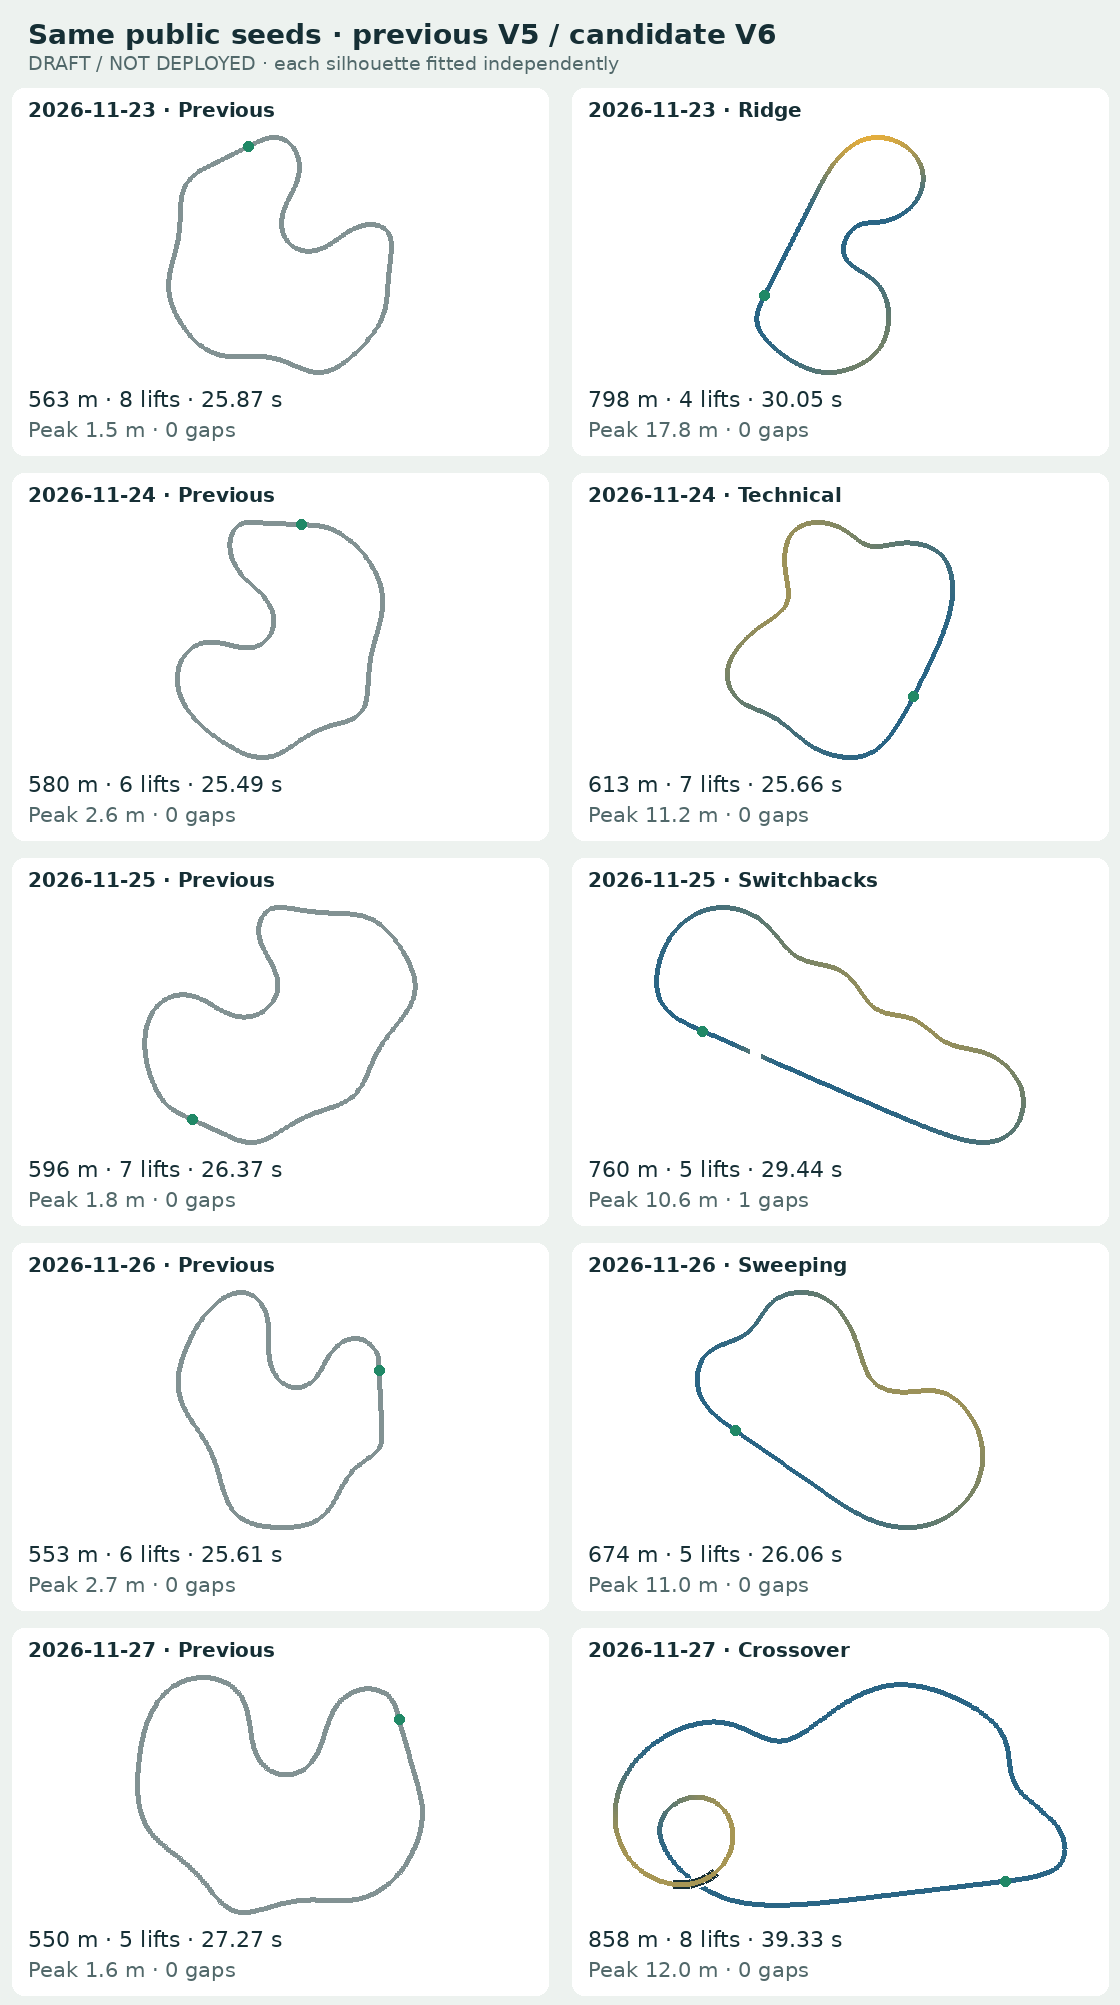 Same public seeds · previous V5 / candidate V6
DRAFT / NOT DEPLOYED · each silhouette fitted independently
2026-11-23 · Previous
563 m · 8 lifts · 25.87 s
Peak 1.5 m · 0 gaps
2026-11-23 · Ridge
798 m · 4 lifts · 30.05 s
Peak 17.8 m · 0 gaps
2026-11-24 · Previous
580 m · 6 lifts · 25.49 s
Peak 2.6 m · 0 gaps
2026-11-24 · Technical
613 m · 7 lifts · 25.66 s
Peak 11.2 m · 0 gaps
2026-11-25 · Previous
596 m · 7 lifts · 26.37 s
Peak 1.8 m · 0 gaps
2026-11-25 · Switchbacks
760 m · 5 lifts · 29.44 s
Peak 10.6 m · 1 gaps
2026-11-26 · Previous
553 m · 6 lifts · 25.61 s
Peak 2.7 m · 0 gaps
2026-11-26 · Sweeping
674 m · 5 lifts · 26.06 s
Peak 11.0 m · 0 gaps
2026-11-27 · Previous
550 m · 5 lifts · 27.27 s
Peak 1.6 m · 0 gaps
2026-11-27 · Crossover
858 m · 8 lifts · 39.33 s
Peak 12.0 m · 0 gaps